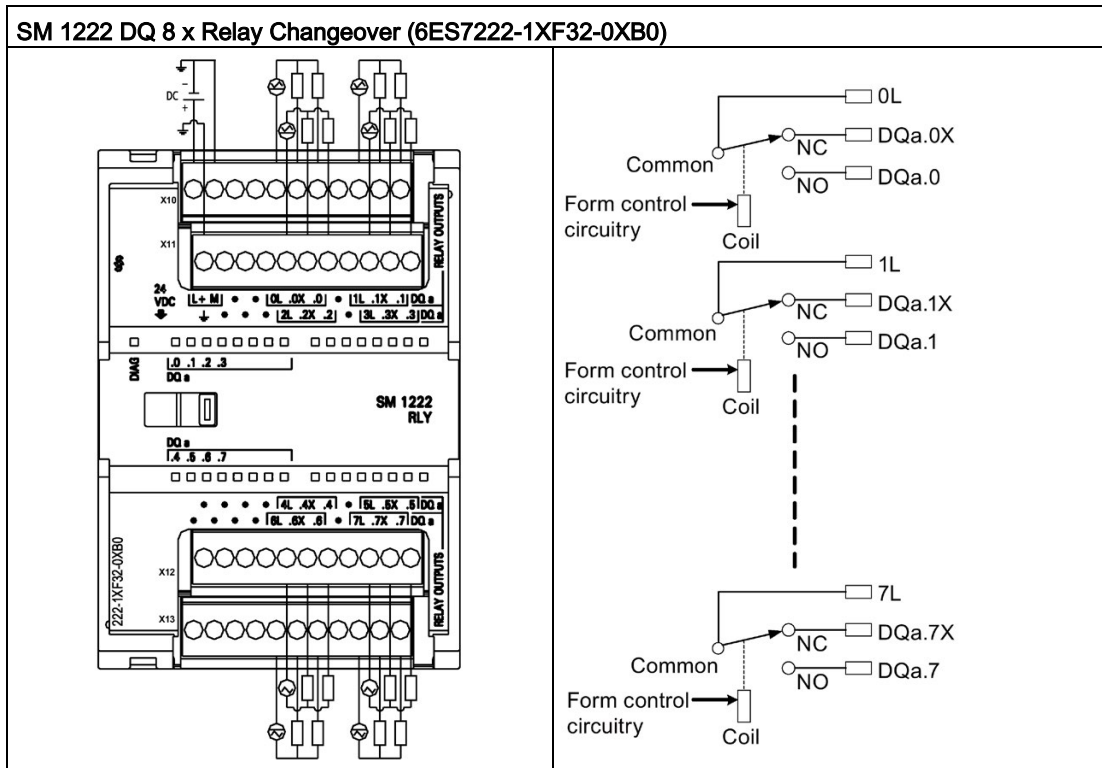 SM 1222 DQ 8 x Relay Changeover (6ES7222-1XF32-0XB0)
DC
- +
X10
X11
RELAY OUTPUTS
24
VDC
L+ M 0L .0X .0 1L .1X .1 DQ a
2L .2X .2 3L .3X .3 DQ a
DIAG
.0 .1 .2 .3
DQ a
SM 1222
RLY
DQ a
.4 .5 .6 .7
4L .4X .4 5L .5X .5 DQ a
6L .6X .6 7L .7X .7 DQ a
222-1XF32-0XB0
X12
X13
RELAY OUTPUTS
0L
Common
NC
DQa.0X
NO
DQa.0
Form control
circuitry
Coil
1L
Common
NC
DQa.1X
NO
DQa.1
Form control
circuitry
Coil
7L
Common
NC
DQa.7X
NO
DQa.7
Form control
circuitry
Coil